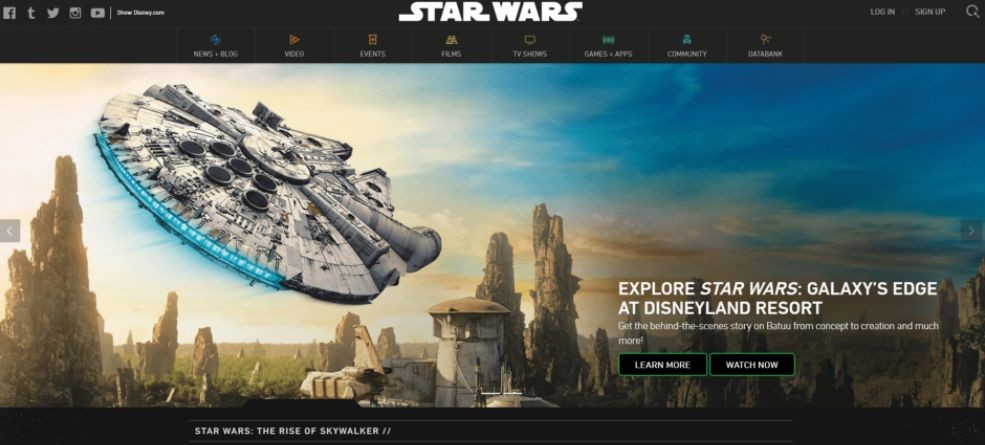 Show Disney.com
STAR WARS
LOG IN // SIGN UP
NEWS + BLOG
VIDEO
EVENTS
FILMS
TV SHOWS
GAMES + APPS
COMMUNITY
DATABANK
EXPLORE STAR WARS: GALAXY'S EDGE
AT DISNEYLAND RESORT
Get the behind-the-scenes story on Batuu from concept to creation and much
more!
LEARN MORE
WATCH NOW
STAR WARS: THE RISE OF SKYWALKER //